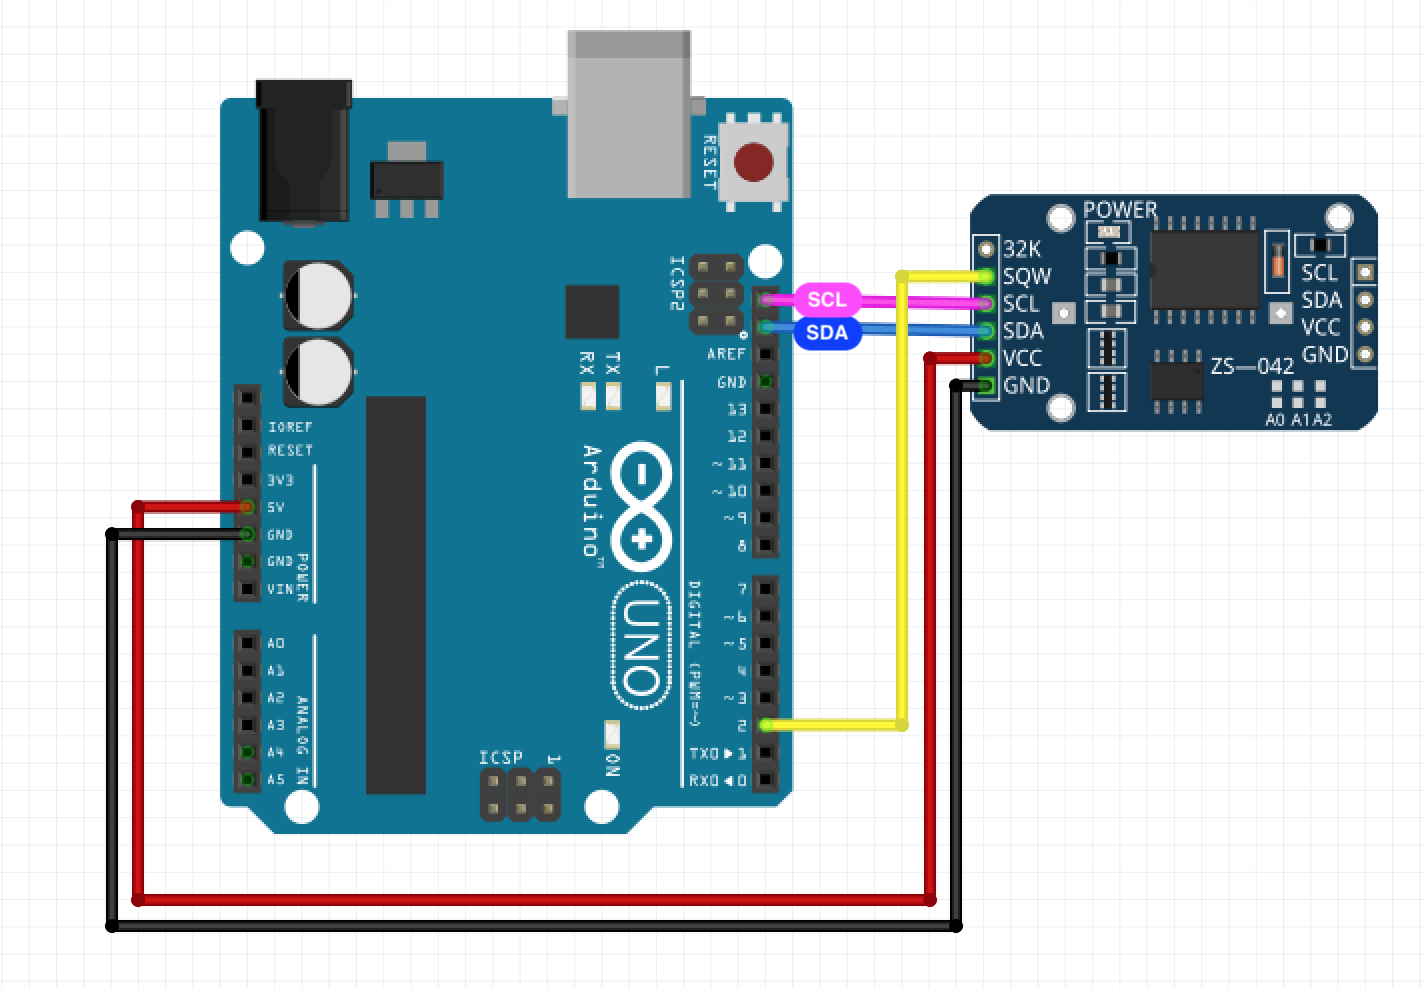 RESET
ICSP2
SCL
SDA
AREF
GND
13
12
~ 11
~ 10
~ 9
8
7
~ 6
~ 5
4
~ 3
2
TX0 ▶ 1
RX0 ◀ 0
RX
TX
L
Arduino™
UNO
DIGITAL (PWM=~)
ON
ICSP
1
IOREF
RESET
3V3
5V
GND
GND
VIN
POWER
A0
A1
A2
A3
A4
A5
ANALOG IN
POWER
32K
SQW
SCL
SDA
VCC
GND
SCL
SDA
VCC
GND
ZS—042
A0 A1 A2